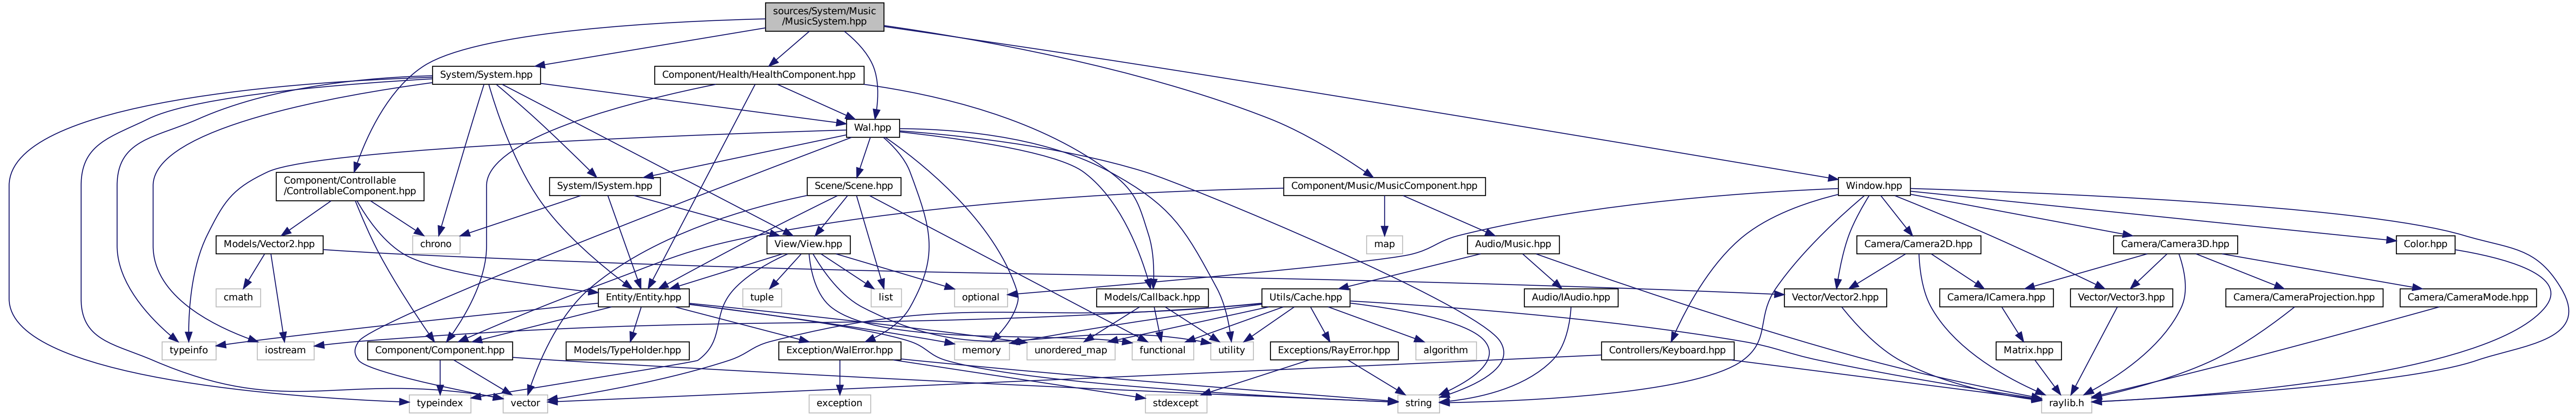 sources/System/Music
/MusicSystem.hpp
System/System.hpp
Component/Health/HealthComponent.hpp
Wal.hpp
Component/Controllable
/ControllableComponent.hpp
System/ISystem.hpp
Scene/Scene.hpp
Component/Music/MusicComponent.hpp
Window.hpp
Models/Vector2.hpp
chrono
View/View.hpp
map
Audio/Music.hpp
Camera/Camera2D.hpp
Camera/Camera3D.hpp
Color.hpp
cmath
Entity/Entity.hpp
tuple
list
optional
Models/Callback.hpp
Utils/Cache.hpp
Audio/IAudio.hpp
Vector/Vector2.hpp
Camera/ICamera.hpp
Vector/Vector3.hpp
Camera/CameraProjection.hpp
Camera/CameraMode.hpp
typeinfo
iostream
Component/Component.hpp
Models/TypeHolder.hpp
Exception/WalError.hpp
memory
unordered_map
functional
utility
Exceptions/RayError.hpp
algorithm
Controllers/Keyboard.hpp
Matrix.hpp
typeindex
vector
exception
stdexcept
string
raylib.h